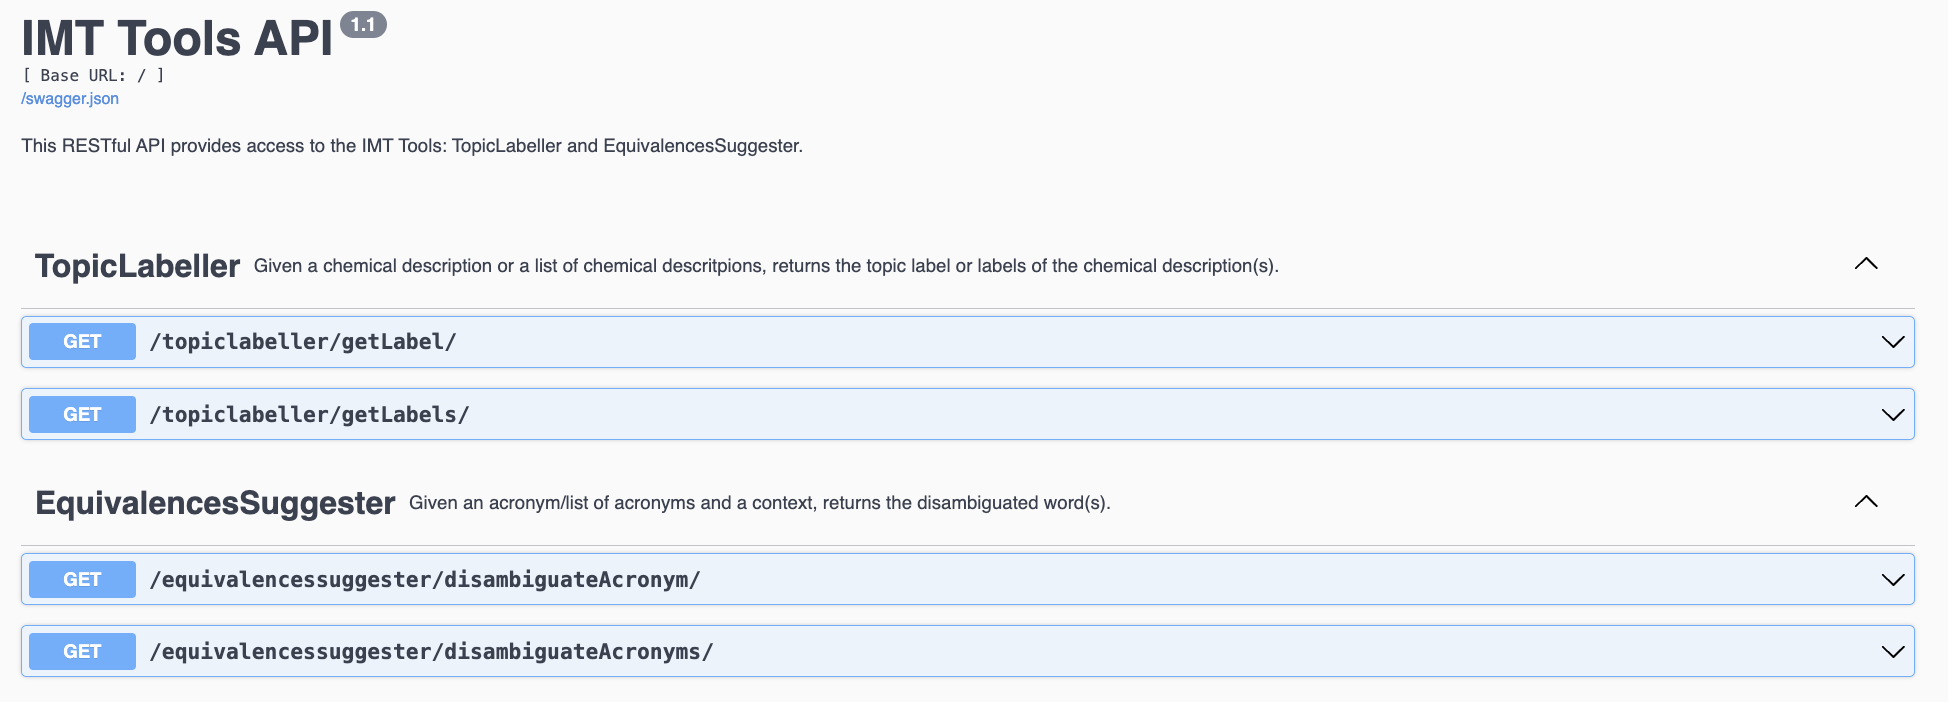 IMT Tools API 1.1
[ Base URL: / ]
/swagger.json
This RESTful API provides access to the IMT Tools: TopicLabeller and EquivalencesSuggester.
TopicLabeller Given a chemical description or a list of chemical descritpions, returns the topic label or labels of the chemical description(s).
GET /topiclabeller/getLabel/
GET /topiclabeller/getLabels/
EquivalencesSuggester Given an acronym/list of acronyms and a context, returns the disambiguated word(s).
GET /equivalencessuggester/disambiguateAcronym/
GET /equivalencessuggester/disambiguateAcronyms/